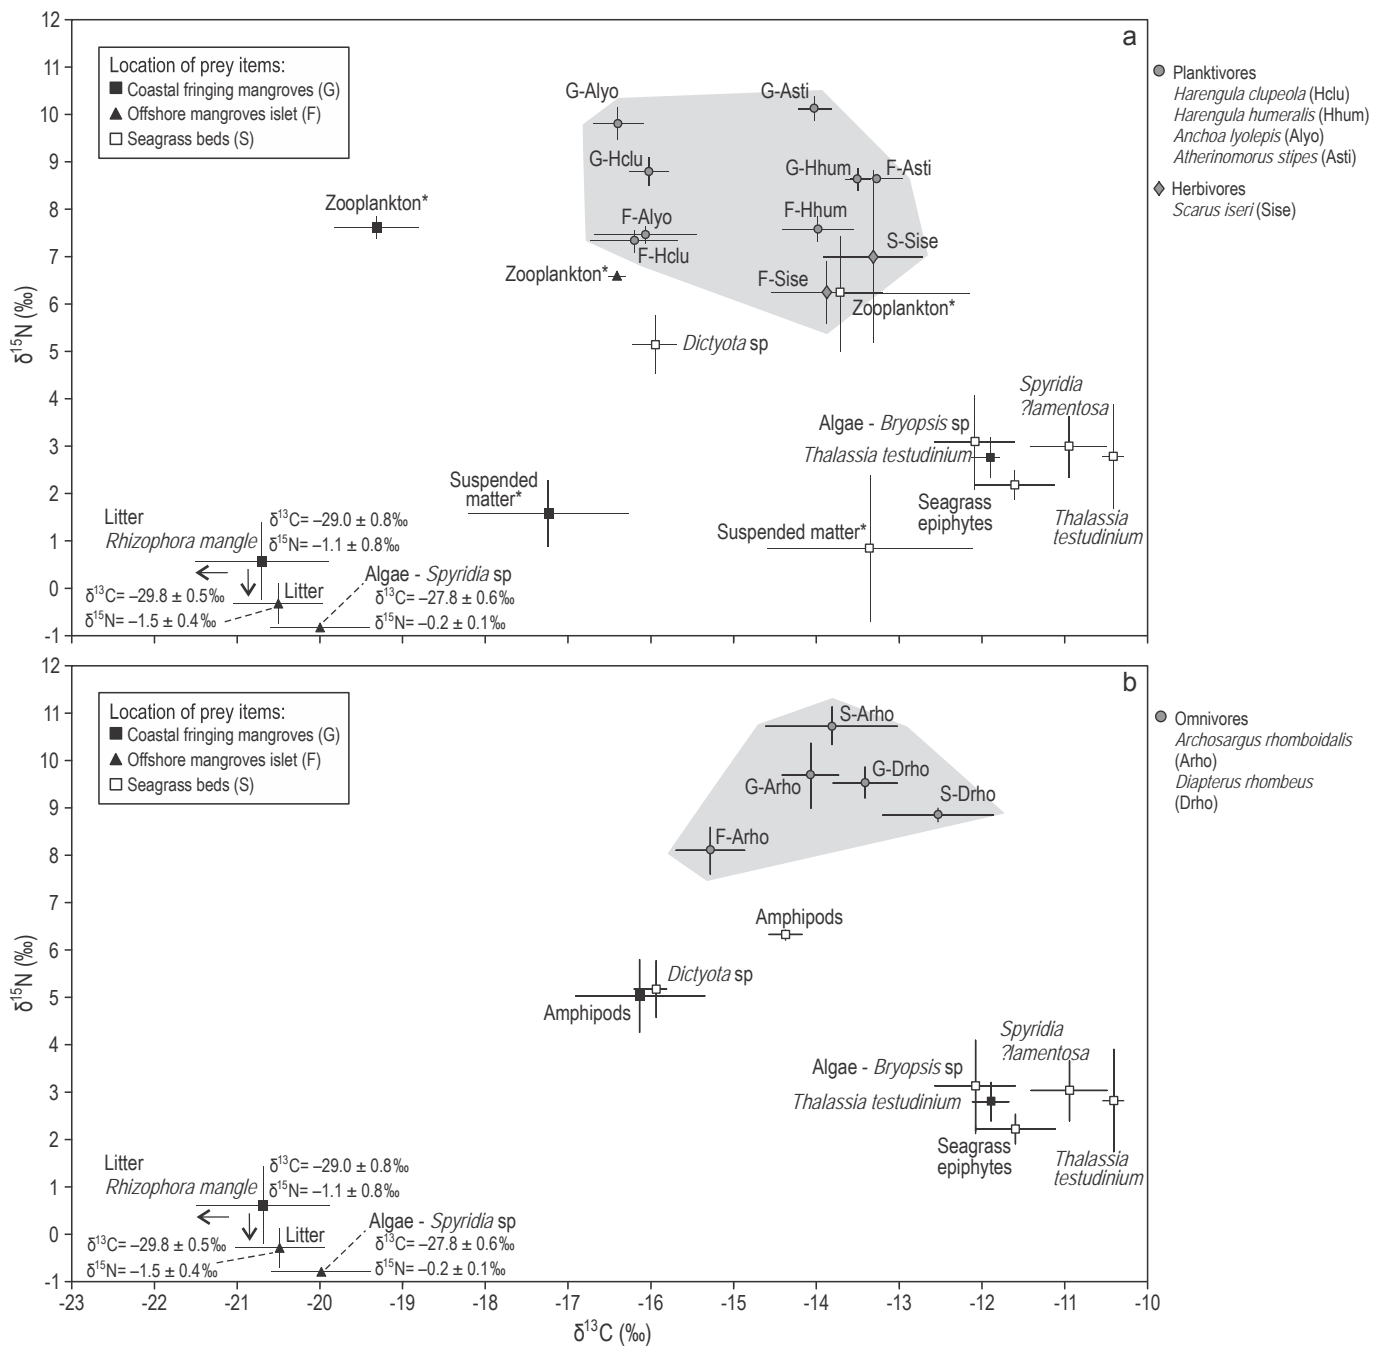 a
12
11
10
9
8
7
6
5
4
3
2
1
0
-1
δ15N (‰)
Location of prey items:
Coastal fringing mangroves (G)
Offshore mangroves islet (F)
Seagrass beds (S)
G-Alyo
G-Asti
G-Hclu
G-Hhum
F-Asti
Zooplankton*
F-Alyo
F-Hhum
F-Hclu
S-Sise
Zooplankton*
F-Sise
Zooplankton*
Dictyota sp
Spyridia
?lamentosa
Algae - Bryopsis sp
Thalassia testudinium
Seagrass
epiphytes
Thalassia
testudinium
Suspended
matter*
Suspended matter*
Litter
Rhizophora mangle
δ13C= –29.0 ± 0.8‰
δ15N= –1.1 ± 0.8‰
Litter
δ13C= –29.8 ± 0.5‰
δ15N= –1.5 ± 0.4‰
Algae - Spyridia sp
δ13C= –27.8 ± 0.6‰
δ15N= –0.2 ± 0.1‰
Planktivores
Harengula clupeola (Hclu)
Harengula humeralis (Hhum)
Anchoa lyolepis (Alyo)
Atherinomorus stipes (Asti)
Herbivores
Scarus iseri (Sise)
b
12
11
10
9
8
7
6
5
4
3
2
1
0
-1
δ15N (‰)
Location of prey items:
Coastal fringing mangroves (G)
Offshore mangroves islet (F)
Seagrass beds (S)
S-Arho
G-Arho
G-Drho
S-Drho
F-Arho
Amphipods
Dictyota sp
Amphipods
Spyridia
?lamentosa
Algae - Bryopsis sp
Thalassia testudinium
Seagrass
epiphytes
Thalassia
testudinium
Litter
Rhizophora mangle
δ13C= –29.0 ± 0.8‰
δ15N= –1.1 ± 0.8‰
Litter
δ13C= –29.8 ± 0.5‰
δ15N= –1.5 ± 0.4‰
Algae - Spyridia sp
δ13C= –27.8 ± 0.6‰
δ15N= –0.2 ± 0.1‰
Omnivores
Archosargus rhomboidalis
(Arho)
Diapterus rhombeus
(Drho)
-23 -22 -21 -20 -19 -18 -17 -16 -15 -14 -13 -12 -11 -10
δ13C (‰)